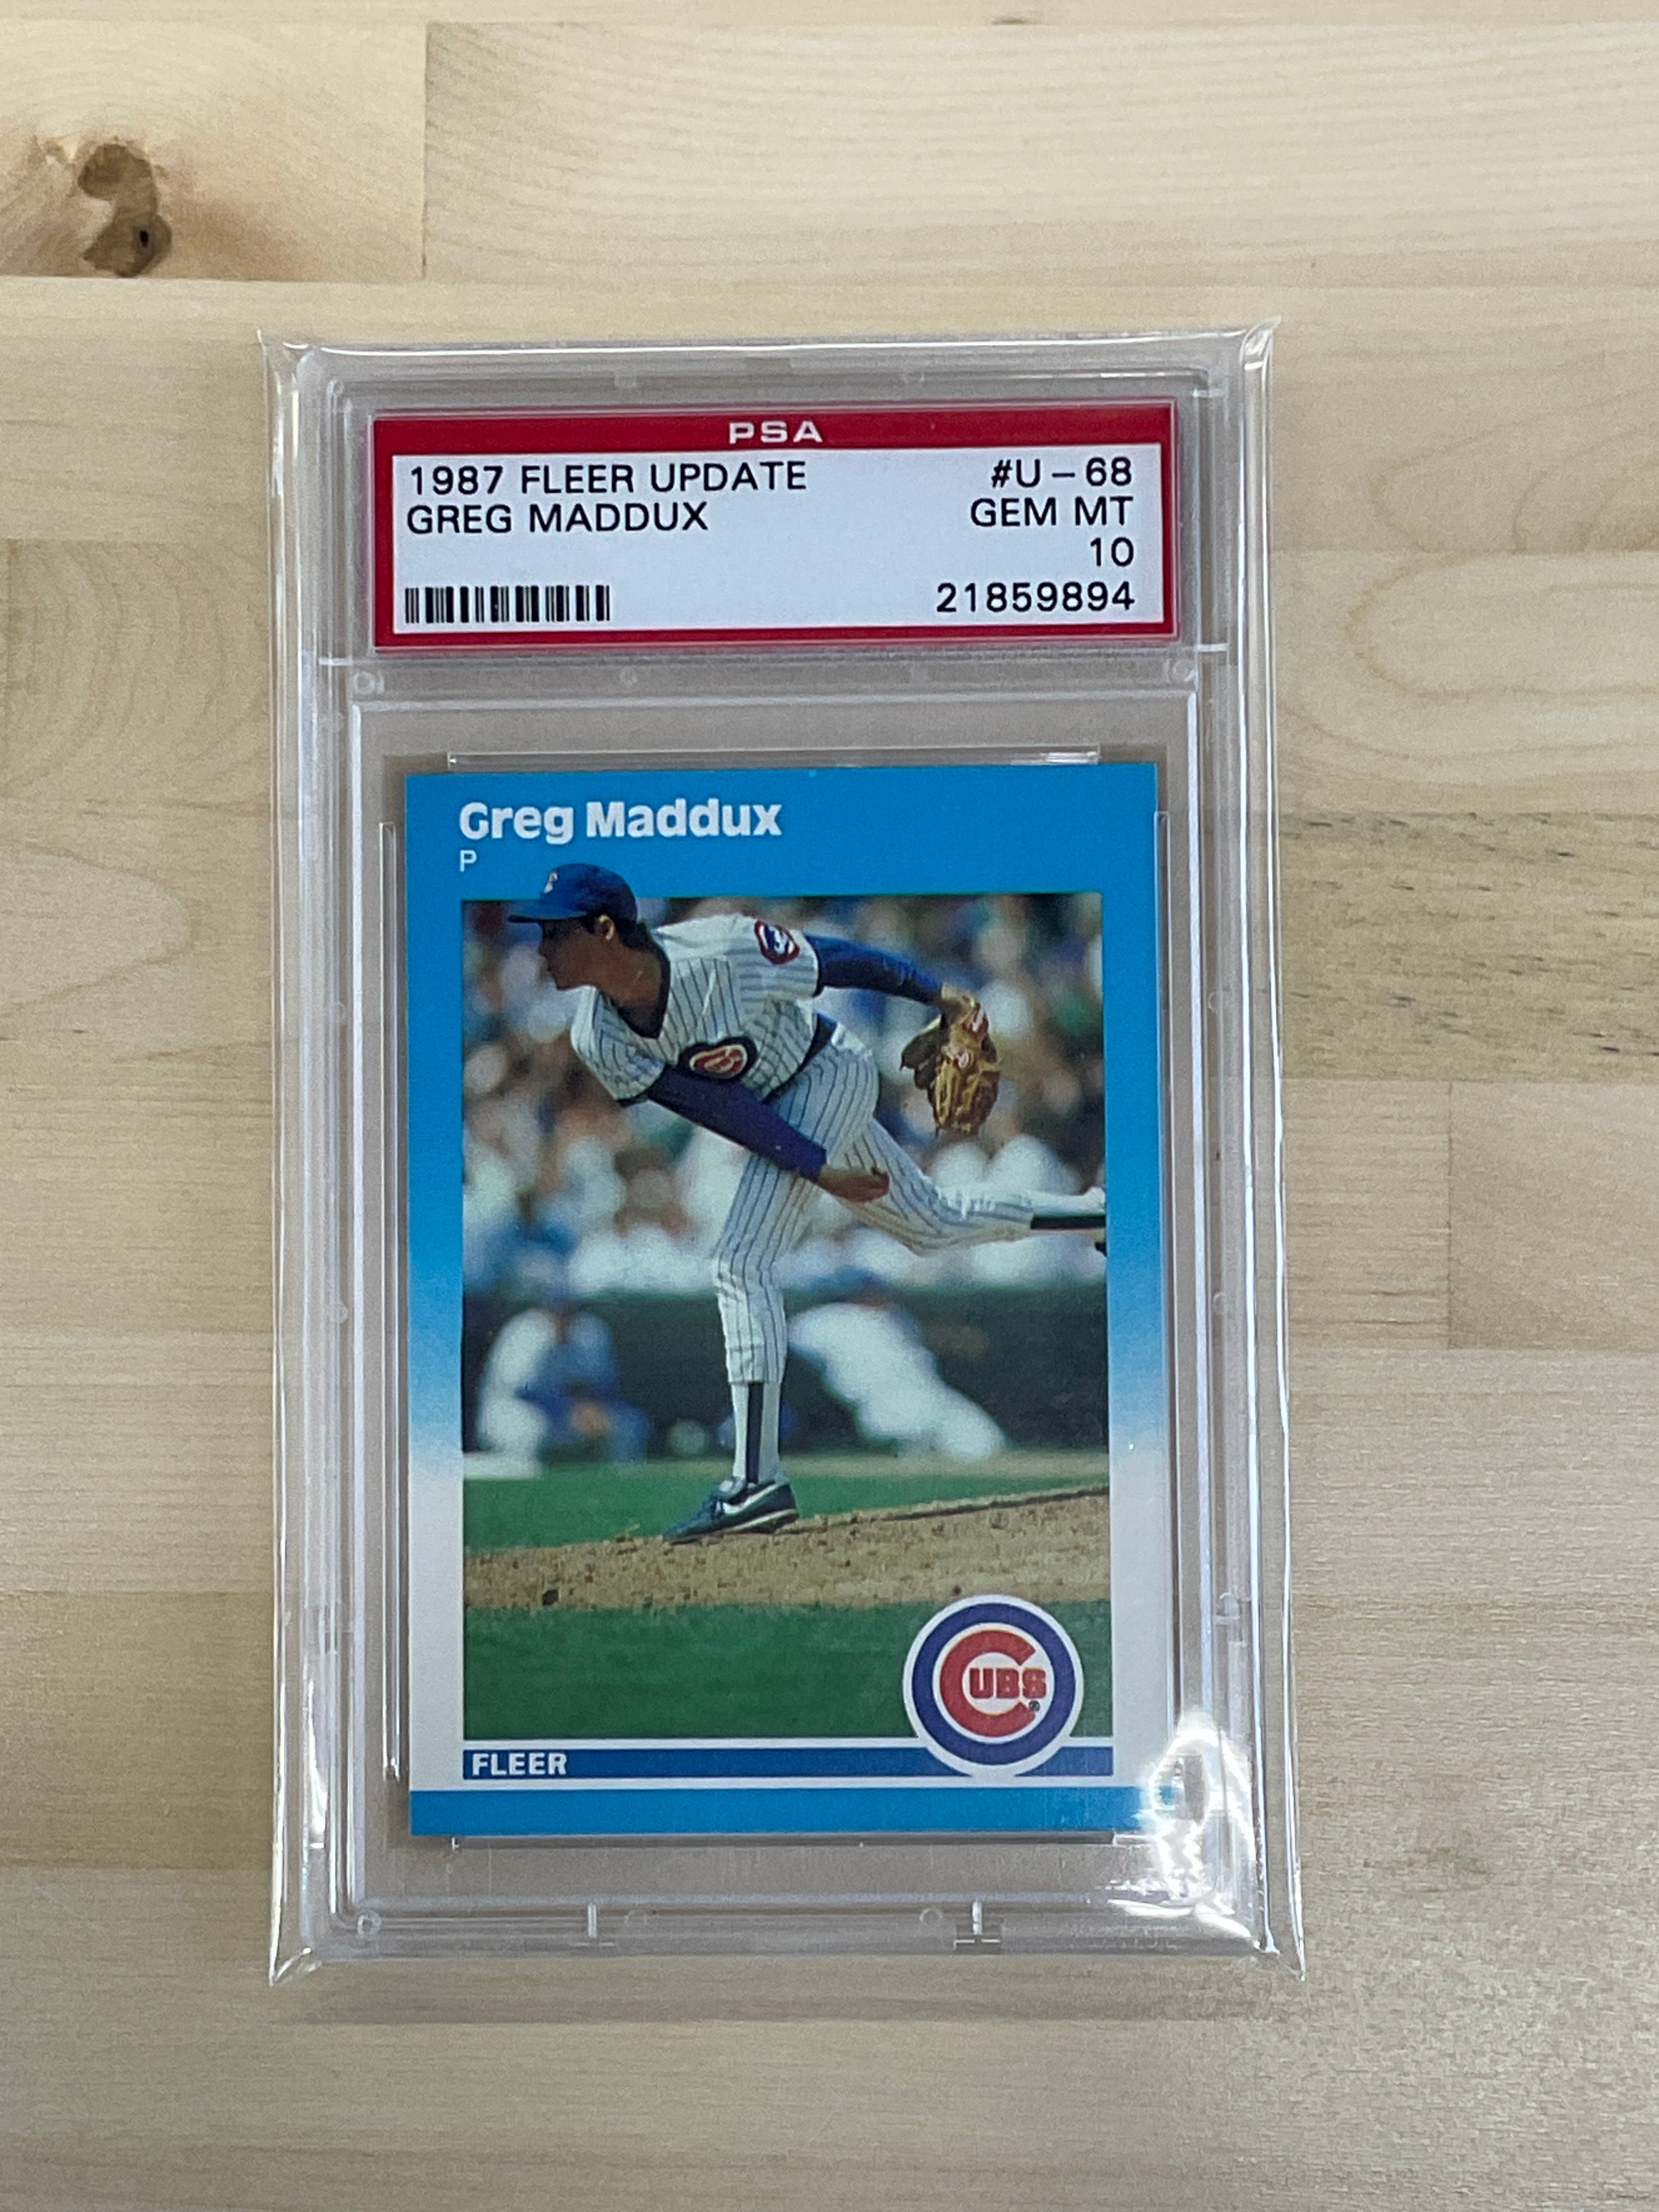 PSA
1987 FLEER UPDATE #U-68
GREG MADDUX GEM MT
10
21859894
Greg Maddux
P
CUBS
FLEER